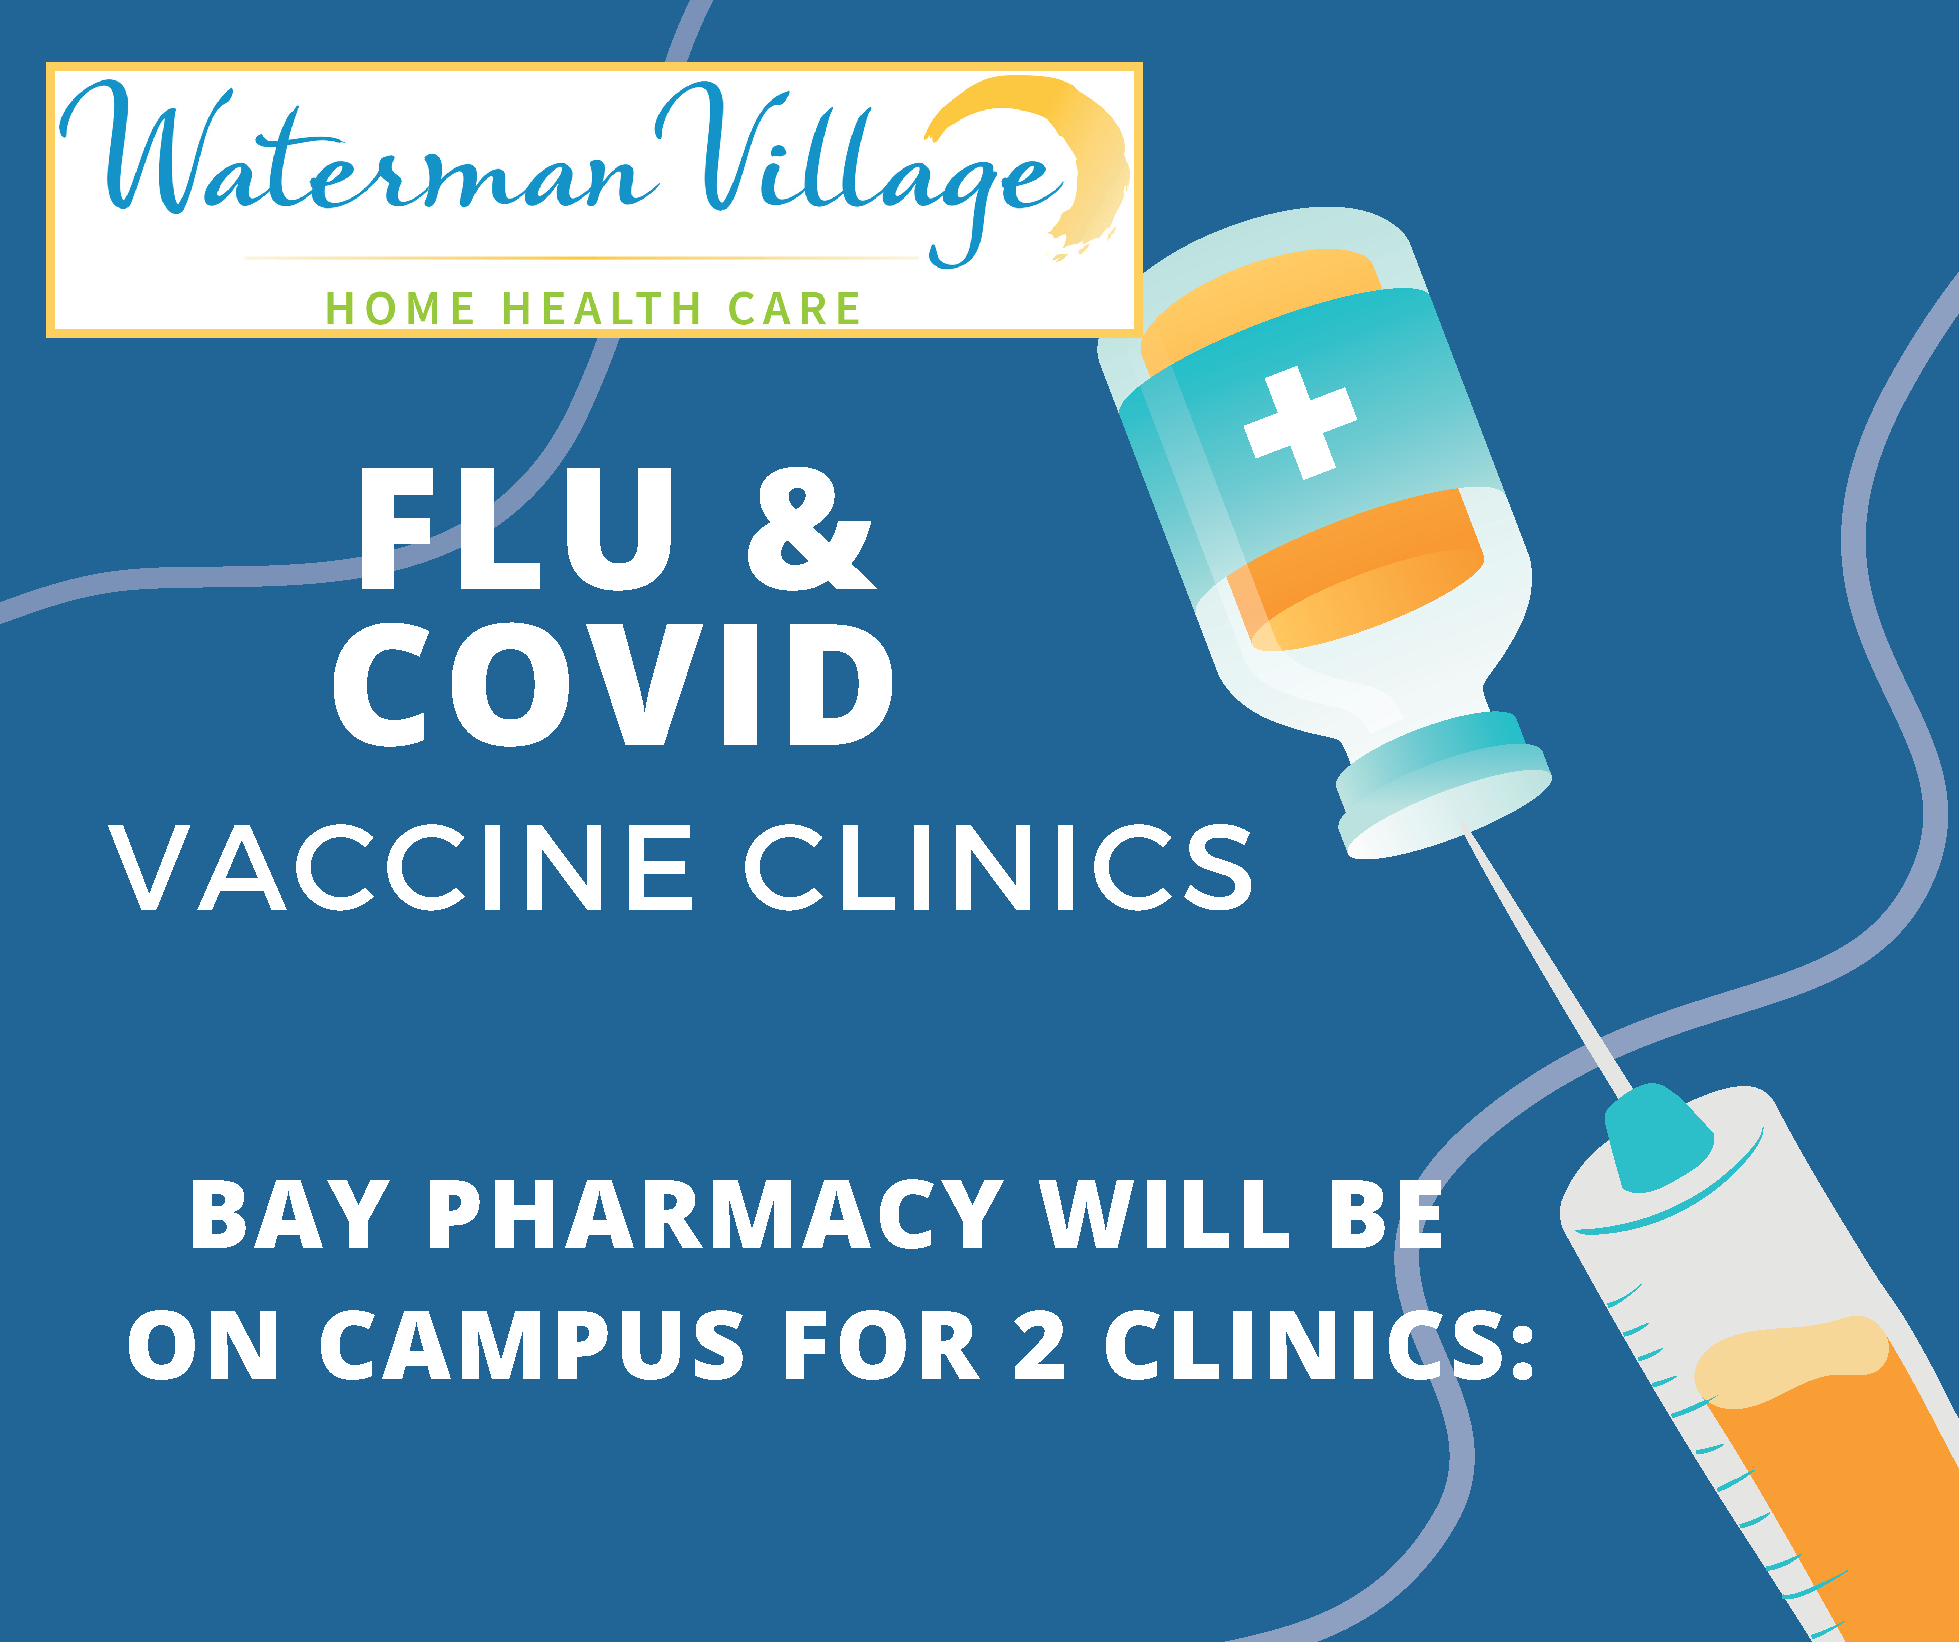 Waterman Village
HOME HEALTH CARE
FLU &
COVID
VACCINE CLINICS
BAY PHARMACY WILL BE
ON CAMPUS FOR 2 CLINICS: